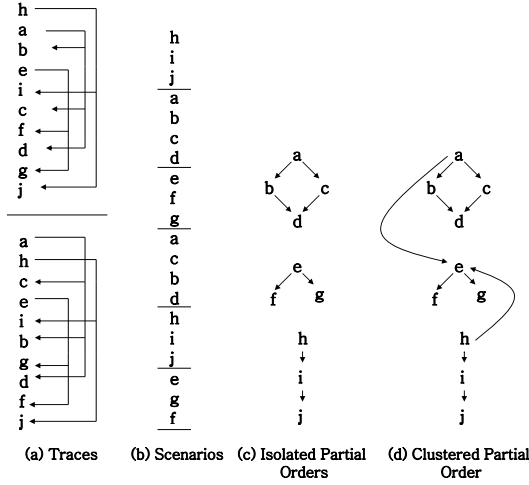 h
a
b
e
i
c
f
d
g
j
a
h
c
e
i
b
g
d
f
j
(a) Traces
h
i
j
a
b
c
d
e
f
g
a
c
b
d
h
i
j
e
g
f
(b) Scenarios
a
b c
d
e
f g
h
i
j
(c) Isolated Partial
Orders
a
b c
d
e
f g
h
i
j
(d) Clustered Partial
Order